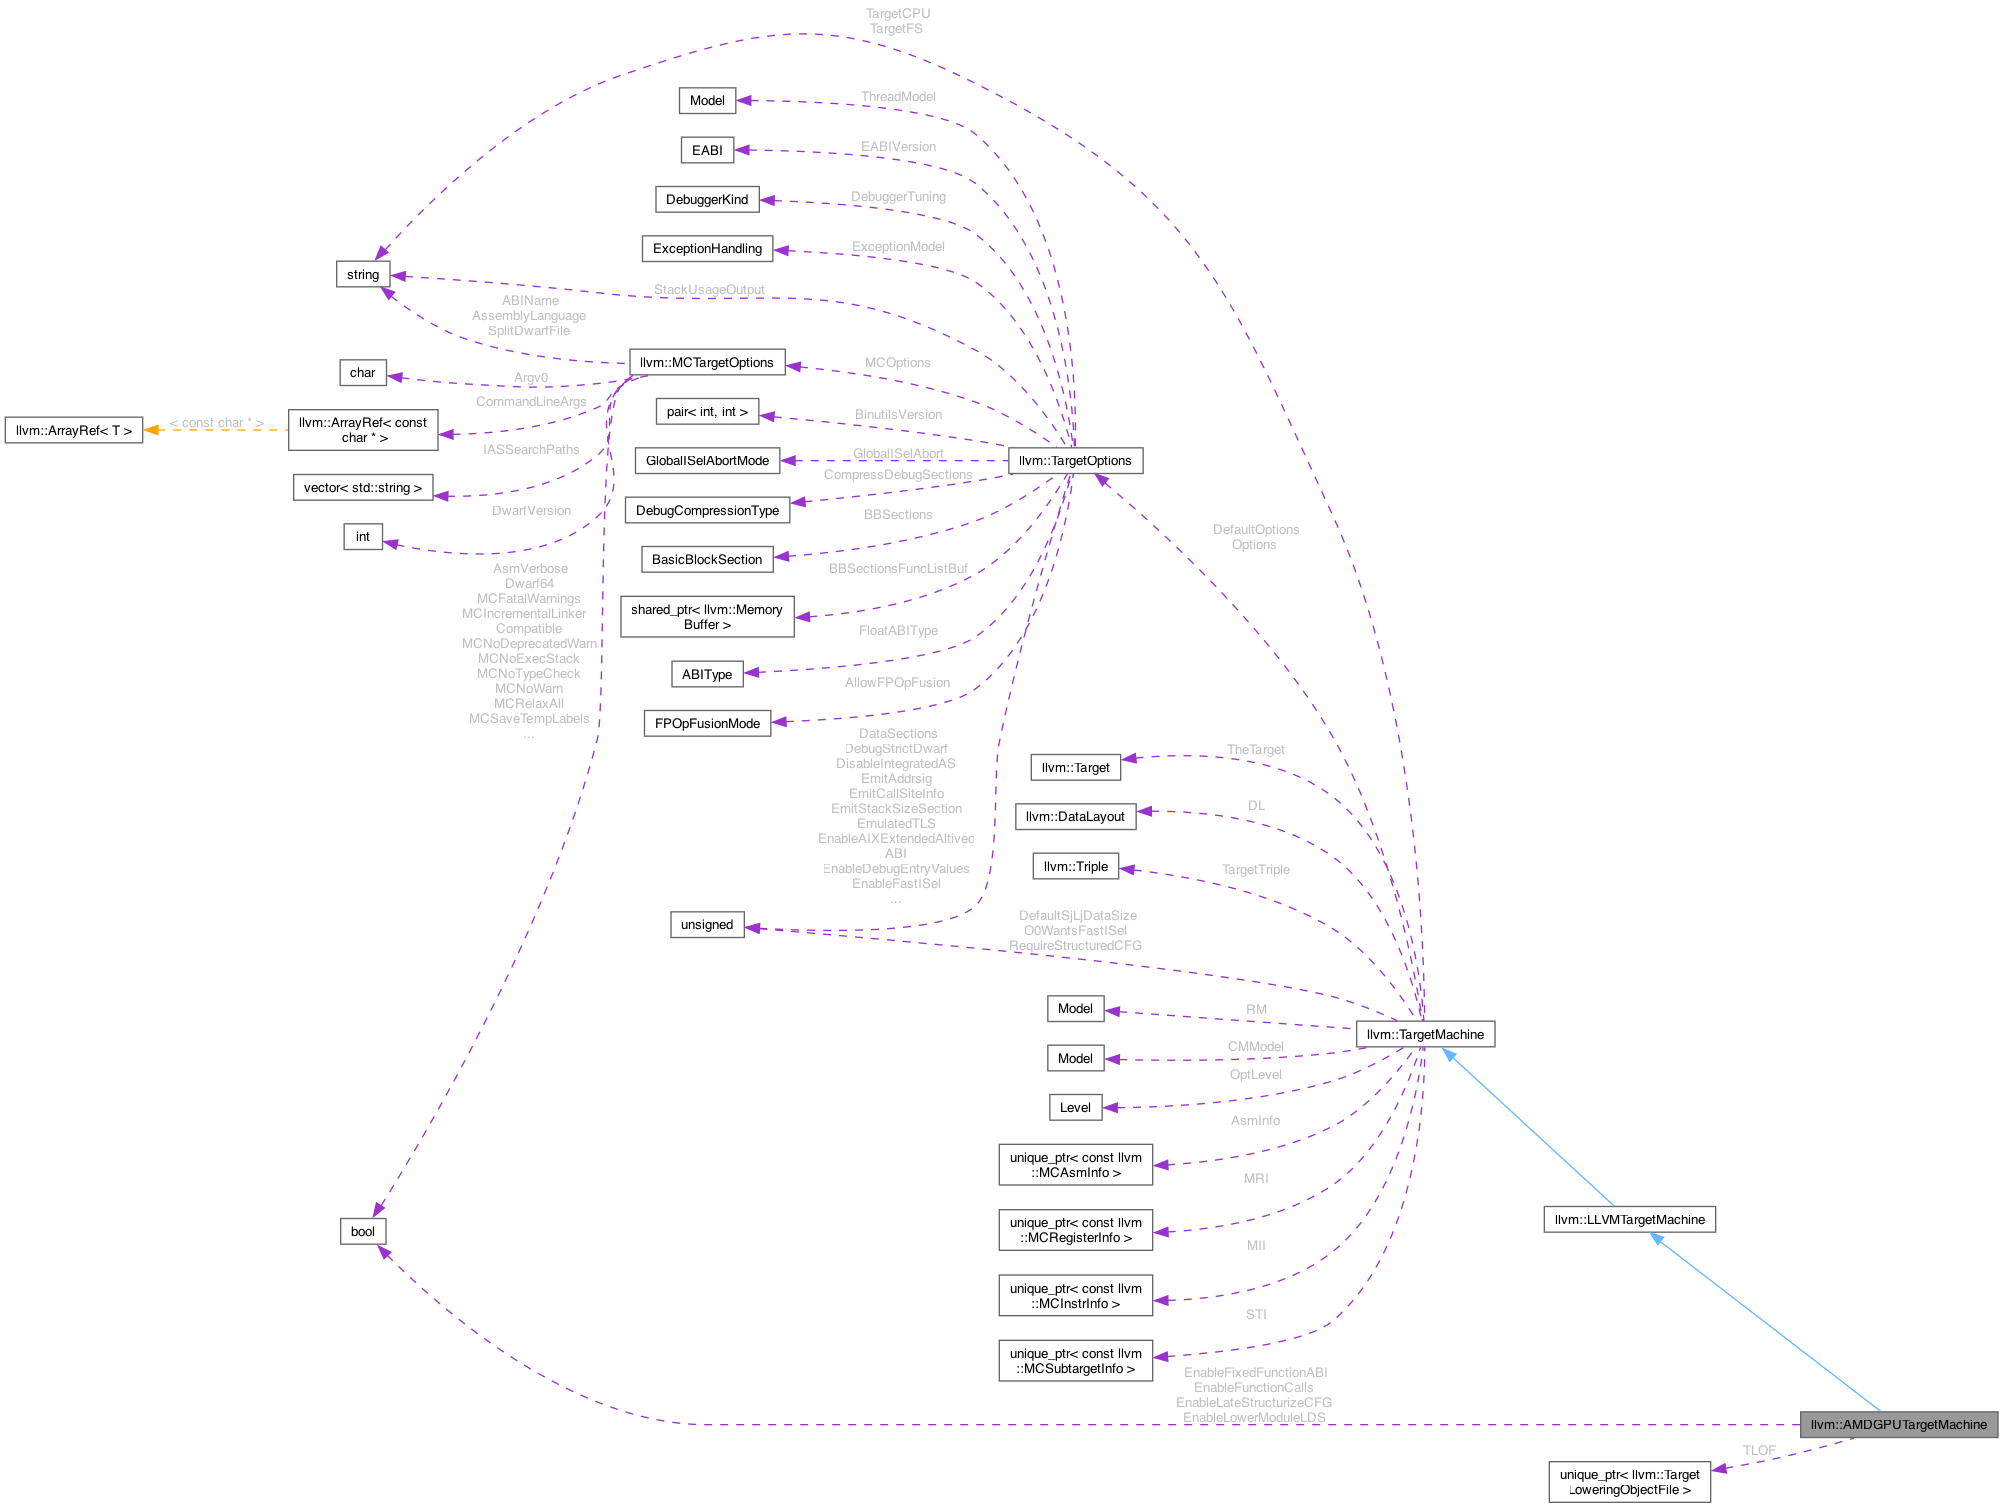 TargetCPU
TargetFS
Model
ThreadModel
EABI
EABIVersion
DebuggerKind
DebuggerTuning
ExceptionHandling
ExceptionModel
string
StackUsageOutput
ABIName
AssemblyLanguage
SplitDwarfFile
llvm::MCTargetOptions
MCOptions
char
Argv0
CommandLineArgs
pair< int, int >
BinutilsVersion
llvm::ArrayRef< T >
< const char * >
llvm::ArrayRef< const
char * >
IASSearchPaths
GlobalISelAbortMode
GlobalISelAbort
llvm::TargetOptions
CompressDebugSections
vector< std::string >
DwarfVersion
DebugCompressionType
BBSections
int
DefaultOptions
Options
BasicBlockSection
BBSectionsFuncListBuf
AsmVerbose
Dwarf64
MCFatalWarnings
MCIncrementalLinker
Compatible
MCNoDeprecatedWarn
MCNoExecStack
MCNoTypeCheck
MCNoWarn
MCRelaxAll
MCSaveTempLabels
...
shared_ptr< llvm::Memory
Buffer >
FloatABIType
ABIType
AllowFPOpFusion
FPOpFusionMode
DataSections
DebugStrictDwarf
DisableIntegratedAS
EmitAddrsig
EmitCallSiteInfo
EmitStackSizeSection
EmulatedTLS
EnableAIXExtendedAltivec
ABI
EnableDebugEntryValues
EnableFastISel
...
TheTarget
llvm::Target
DL
llvm::DataLayout
llvm::Triple
TargetTriple
unsigned
DefaultSjLjDataSize
O0WantsFastISel
RequireStructuredCFG
Model
RM
llvm::TargetMachine
Model
CMModel
OptLevel
Level
AsmInfo
unique_ptr< const llvm
::MCAsmInfo >
MRI
unique_ptr< const llvm
::MCRegisterInfo >
llvm::LLVMTargetMachine
bool
MII
unique_ptr< const llvm
::MCInstrInfo >
STI
unique_ptr< const llvm
::MCSubtargetInfo >
EnableFixedFunctionABI
EnableFunctionCalls
EnableLateStructurizeCFG
EnableLowerModuleLDS
llvm::AMDGPUTargetMachine
TLOF
unique_ptr< llvm::Target
LoweringObjectFile >